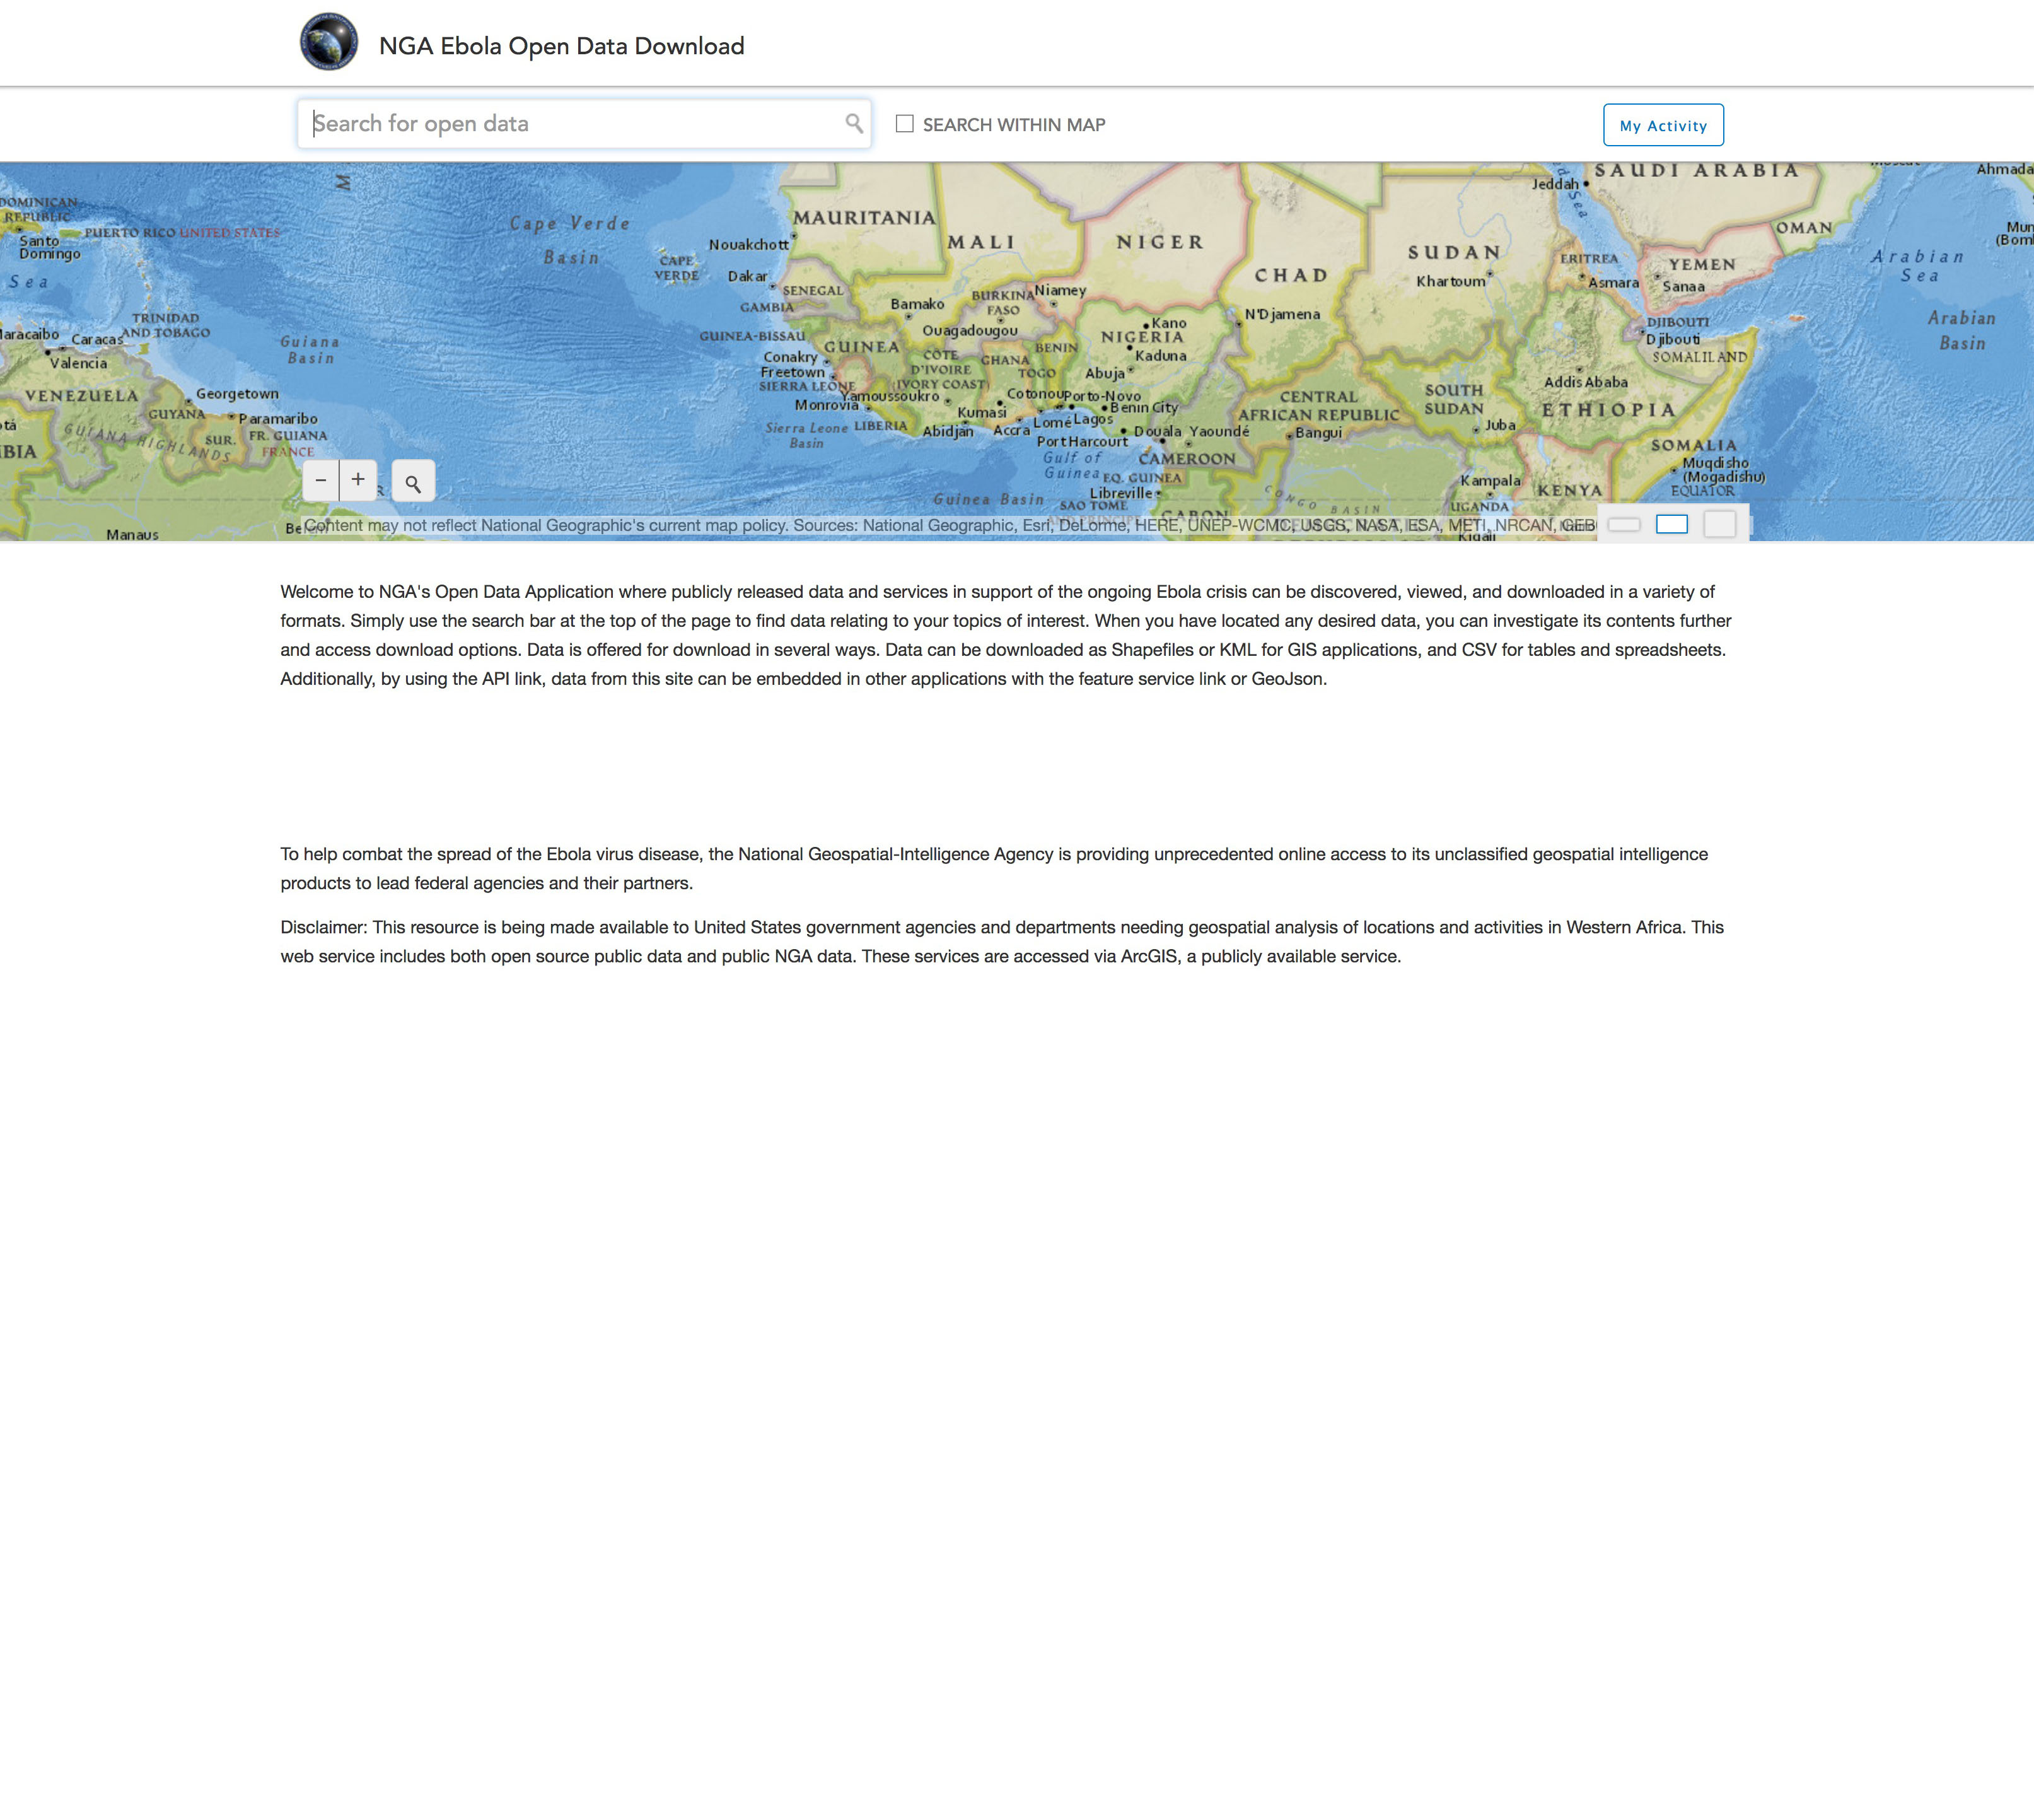 NGA Ebola Open Data Download
Search for open data
SEARCH WITHIN MAP
My Activity
M
SAUDI ARABIA
Ahmada
Jeddah
DOMINICAN
REPUBLIC
PUERTO RICO UNITED STATES
Santo
Domingo
Sea
Cape Verde
Basin
CAPE
VERDE
MAURITANIA
Nouakchott
MALI
NIGER
CHAD
SUDAN
Khartoum
ERITREA
Asmara
YEMEN
Sanaa
OMAN
Mum
(Bom
Arabian
Sea
Arabian
Basin
Dakar
SENEGAL
GAMBIA
Bamako
BURKINA
FASO
Niamey
Ouagadougou
N'Djamena
Kano
NIGERIA
Kaduna
Abuja
BENIN
GUINEA-BISSAU
GUINEA
Conakry
Freetown
SIERRA LEONE
CÔTE
D'IVOIRE
(IVORY COAST)
GHANA
TOGO
DJIBOUTI
Djibouti
SOMALILAND
TRINIDAD
AND TOBAGO
Maracaibo
Caracas
Valencia
Guiana
Basin
VENEZUELA
Georgetown
GUYANA
Paramaribo
GUIANA HIGHLANDS
SUR.
FR. GUIANA
FRANCE
Yamoussoukro
Monrovia
Kumasi
Cotonou
Porto-Novo
Benin City
Sierra Leone
Basin
LIBERIA
Abidjan
Accra
Lomé
Lagos
Port Harcourt
Douala
Yaoundé
CENTRAL
AFRICAN REPUBLIC
Bangui
SOUTH
SUDAN
Juba
Addis Ababa
ETHIOPIA
SOMALIA
Muqdisho
(Mogadishu)
EQUATOR
Gulf of
Guinea
CAMEROON
EQ. GUINEA
Libreville
Guinea Basin
SAO TOME
GABON
CONGO BASIN
Kampala
UGANDA
KENYA
Kigali
Manaus
Content may not reflect National Geographic's current map policy. Sources: National Geographic, Esri, DeLorme, HERE, UNEP-WCMC, USGS, NASA, ESA, METI, NRCAN, GEB
Welcome to NGA's Open Data Application where publicly released data and services in support of the ongoing Ebola crisis can be discovered, viewed, and downloaded in a variety of
formats. Simply use the search bar at the top of the page to find data relating to your topics of interest. When you have located any desired data, you can investigate its contents further
and access download options. Data is offered for download in several ways. Data can be downloaded as Shapefiles or KML for GIS applications, and CSV for tables and spreadsheets.
Additionally, by using the API link, data from this site can be embedded in other applications with the feature service link or GeoJson.
To help combat the spread of the Ebola virus disease, the National Geospatial-Intelligence Agency is providing unprecedented online access to its unclassified geospatial intelligence
products to lead federal agencies and their partners.
Disclaimer: This resource is being made available to United States government agencies and departments needing geospatial analysis of locations and activities in Western Africa. This
web service includes both open source public data and public NGA data. These services are accessed via ArcGIS, a publicly available service.